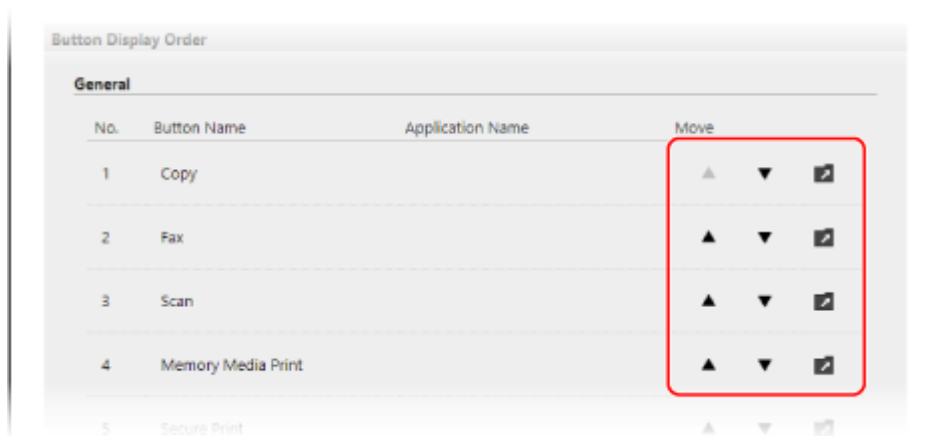 Button Display Order
General
No. Button Name Application Name Move
1 Copy
2 Fax
3 Scan
4 Memory Media Print
5 Secure Print